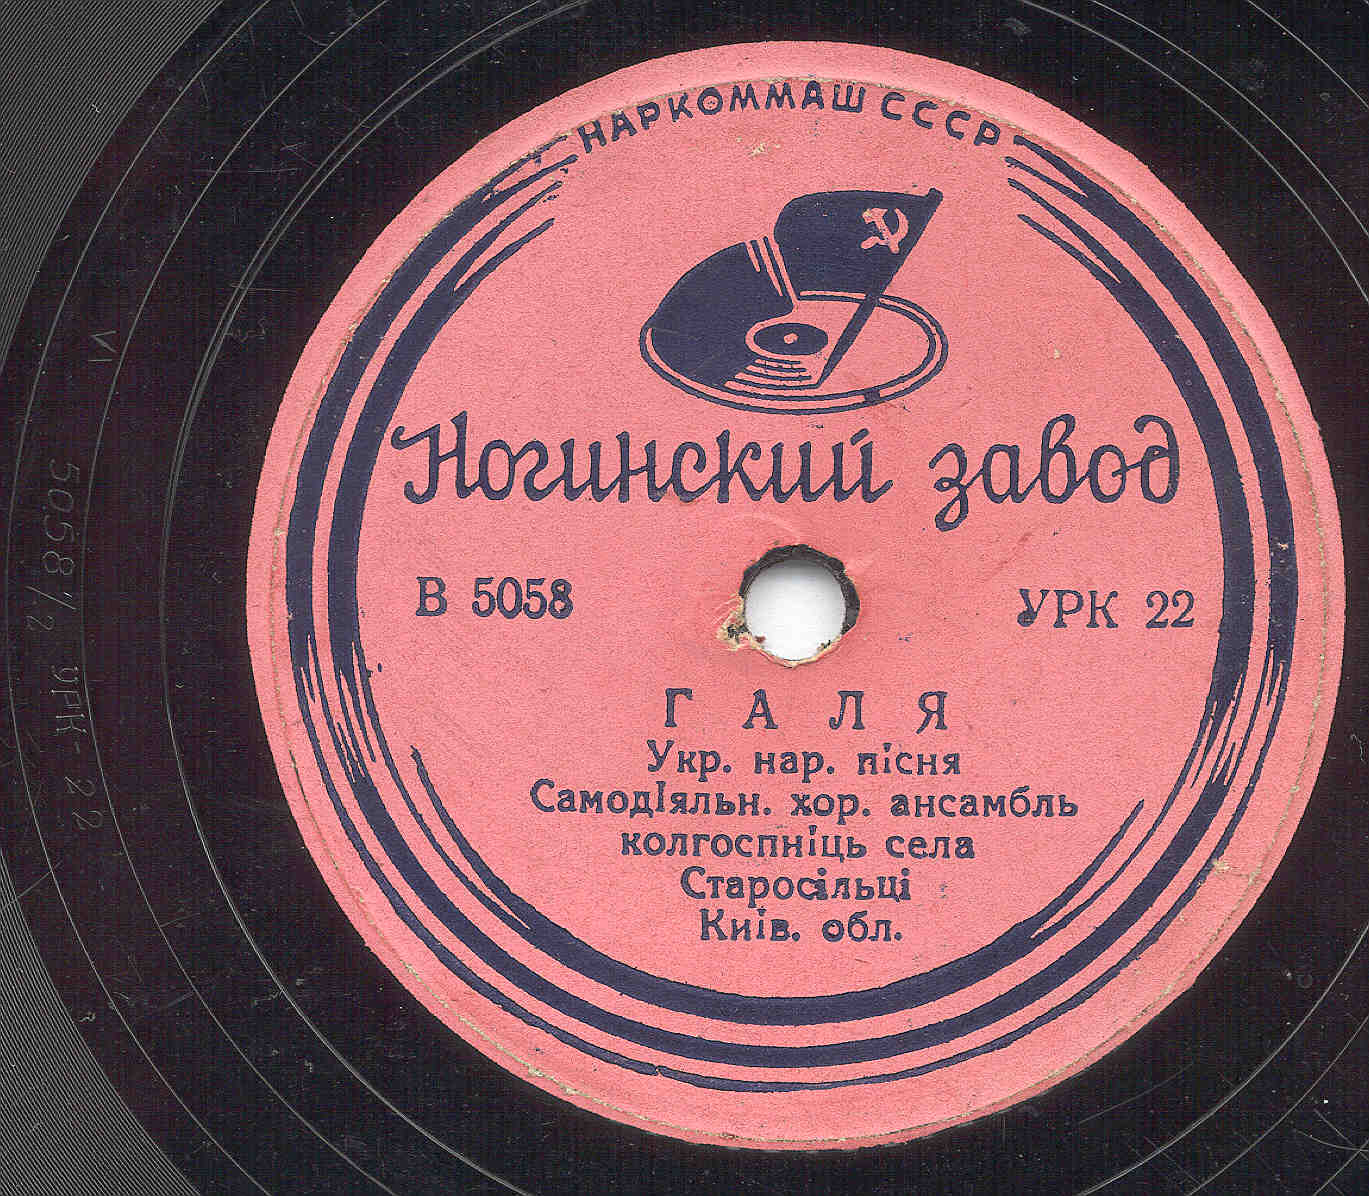 НАРКОММАШ СССР
Ногинский завод
В 5058 УРК 22
ГАЛЯ
Укр. нар. пісня
Самодіяльн. хор. ансамбль
колгоспніць села
Старосільці
Київ. обл.
VI
5058/2 УРК-22